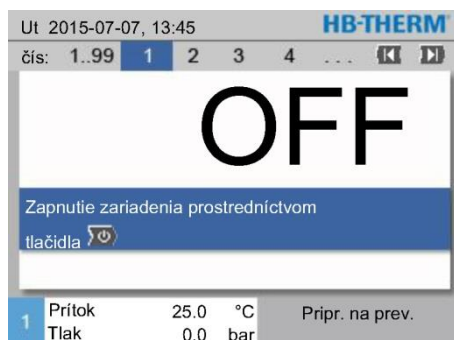 Ut 2015-07-07, 13:45 HB-THERM
čís: 1..99 1 2 3 4 ...
OFF
Zapnutie zariadenia prostredníctvom
tlačidla
1 Prítok 25.0 °C Pripr. na prev.
Tlak 0.0 bar